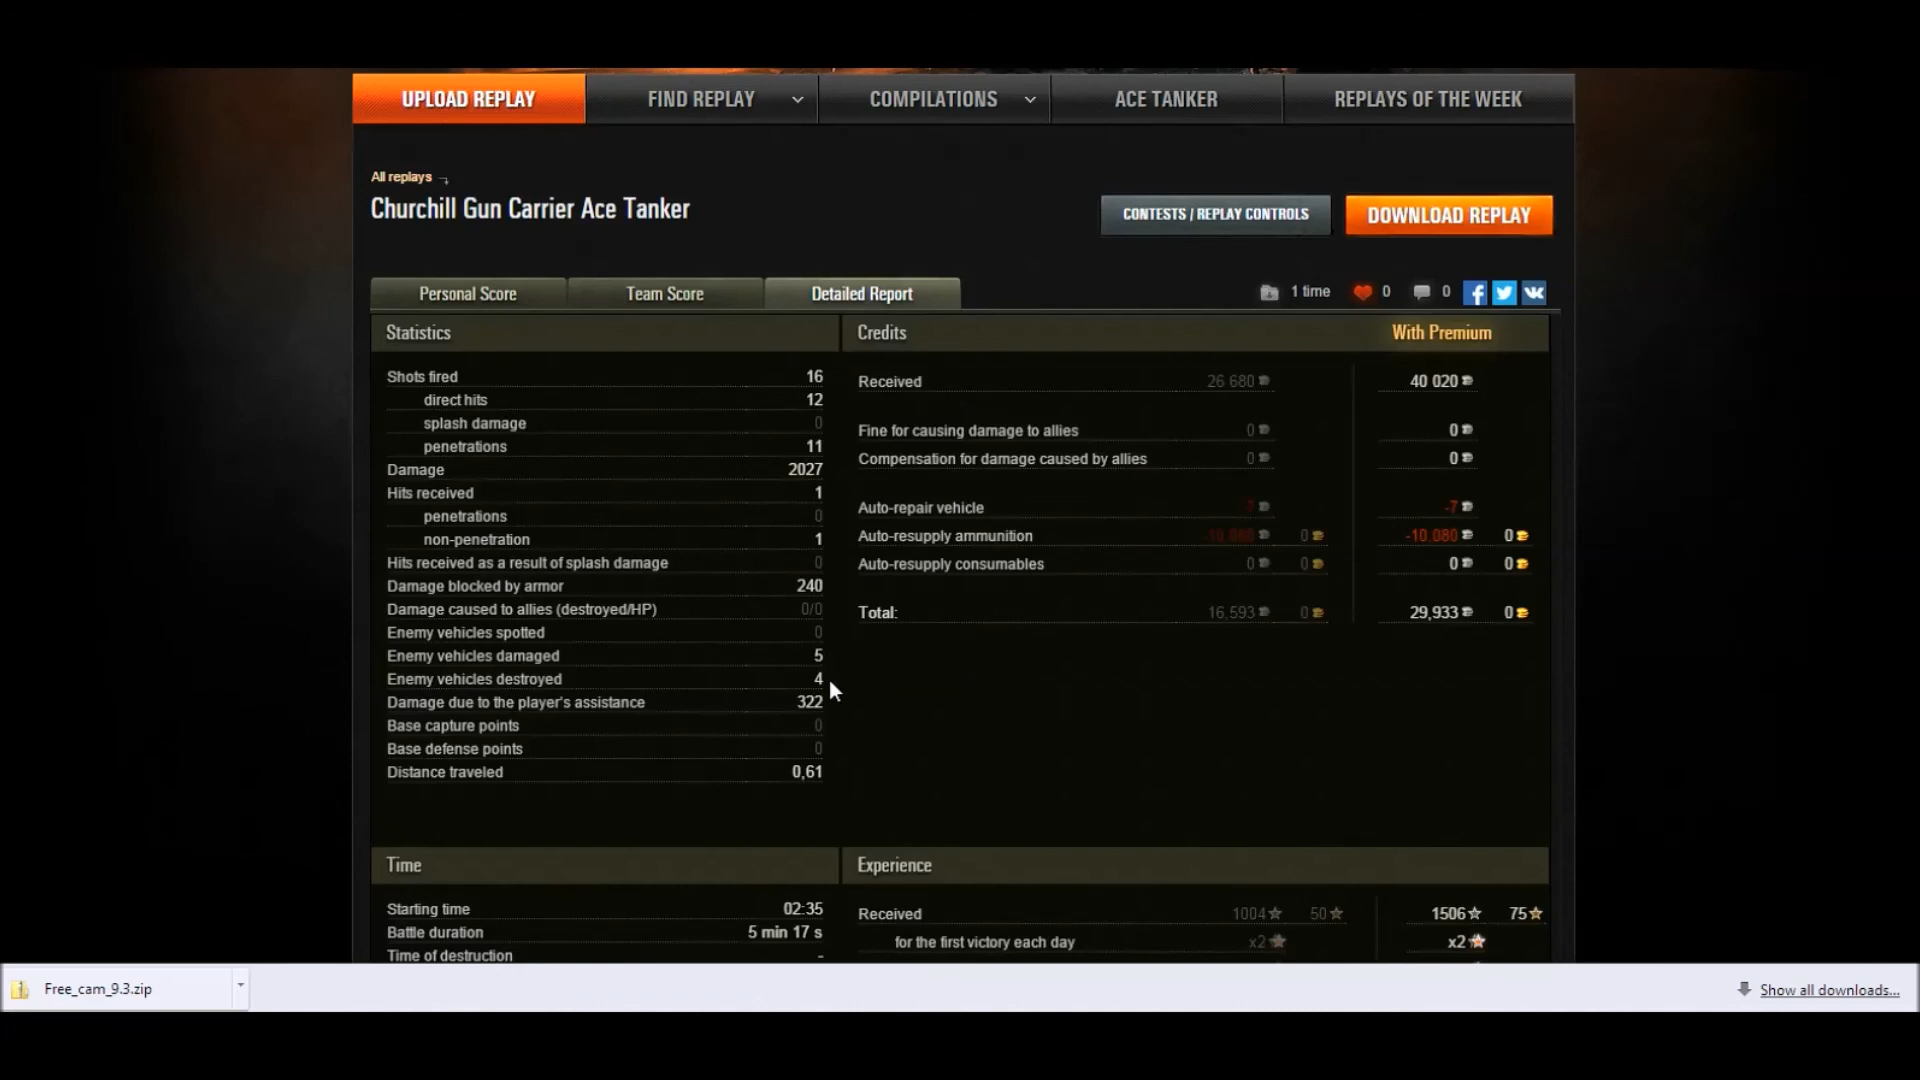 UPLOAD REPLAY FIND REPLAY COMPILATIONS ACE TANKER REPLAYS OF THE WEEK
All replays
Churchill Gun Carrier Ace Tanker
CONTESTS / REPLAY CONTROLS DOWNLOAD REPLAY
Personal Score Team Score Detailed Report 1 time 0 0
Statistics Credits With Premium
Shots fired 16
direct hits 12
splash damage 0
penetrations 11
Damage 2027
Hits received 1
penetrations 0
non-penetration 1
Hits received as a result of splash damage 0
Damage blocked by armor 240
Damage caused to allies (destroyed/HP) 0/0
Enemy vehicles spotted 0
Enemy vehicles damaged 5
Enemy vehicles destroyed 4
Damage due to the player's assistance 322
Base capture points 0
Base defense points 0
Distance traveled 0,61
Received 26 680 40 020
Fine for causing damage to allies 0 0
Compensation for damage caused by allies 0 0
Auto-repair vehicle -7 -7
Auto-resupply ammunition -10.080 0 -10.080 0
Auto-resupply consumables 0 0 0 0
Total: 16,593 0 29,933 0
Time Experience
Starting time 02:35
Battle duration 5 min 17 s
Time of destruction -
Received 1004 50 1506 75
for the first victory each day x2 x2
Free_cam_9.3.zip Show all downloads...